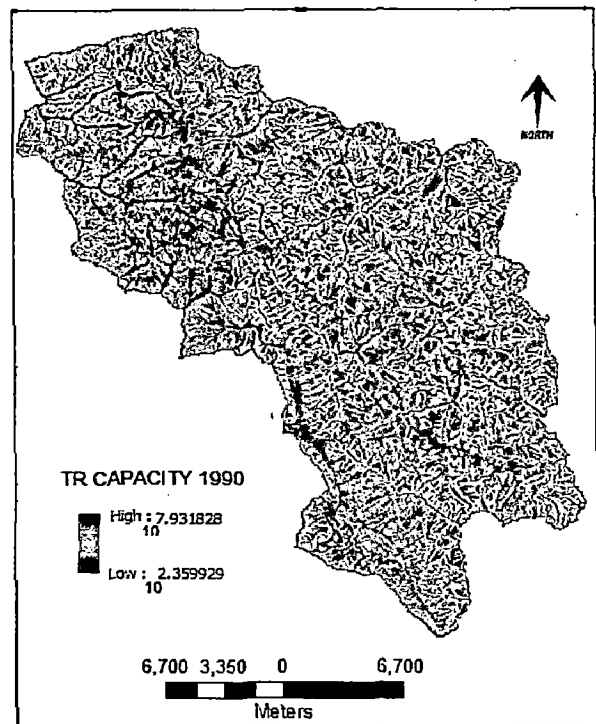 NORTH
TR CAPACITY 1990
High : 7.931828
10
Low : 2.359929
10
6,700 3,350 0 6,700
Meters